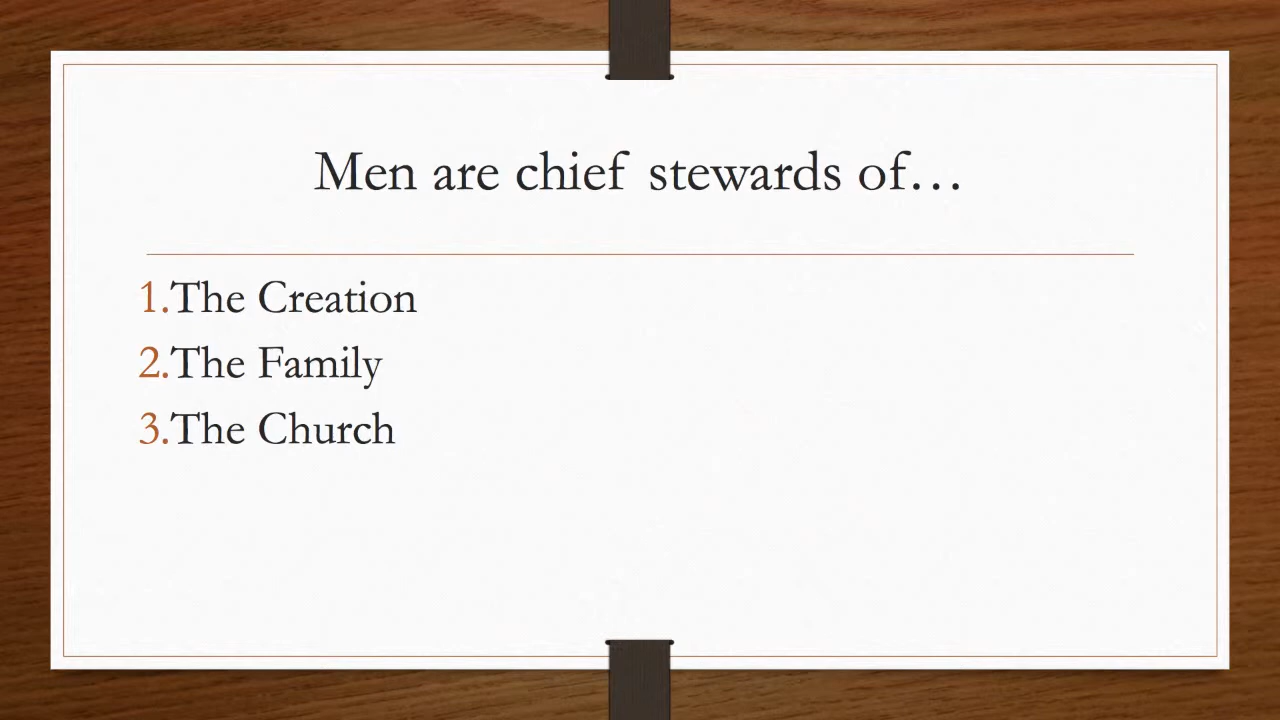 Men are chief stewards of…
1.The Creation
2.The Family
3.The Church